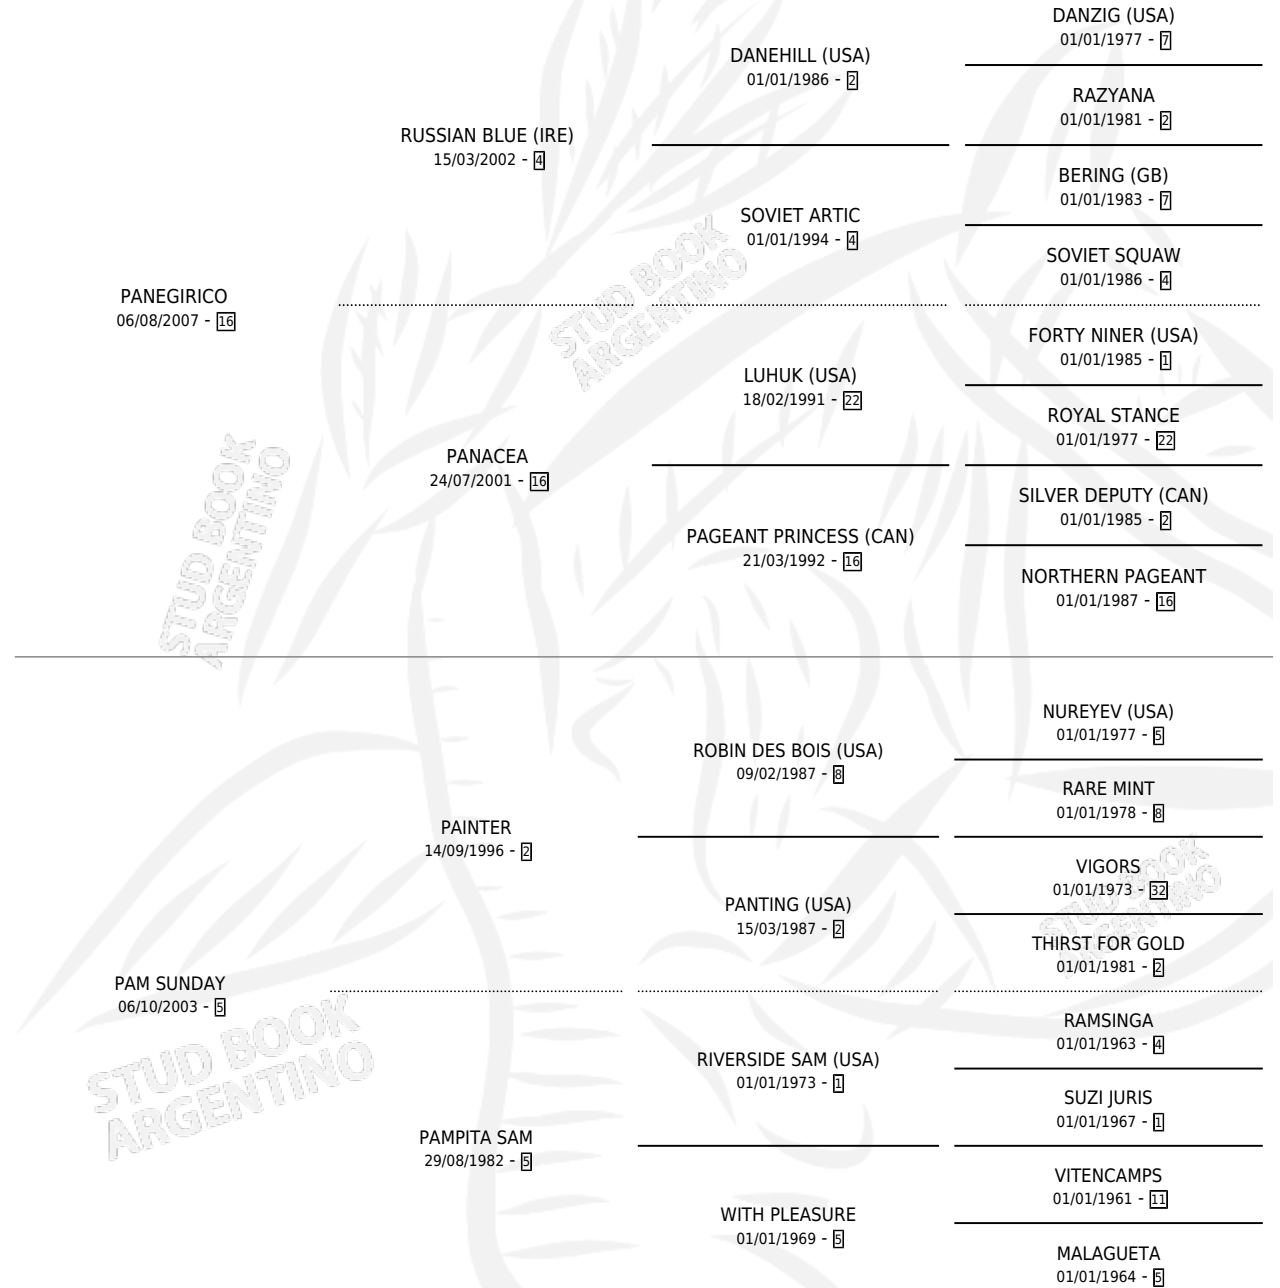 DANZIG (USA)
01/01/1977 - 7
DANEHILL (USA)
01/01/1986 - 2
RAZYANA
01/01/1981 - 2
RUSSIAN BLUE (IRE)
15/03/2002 - 4
BERING (GB)
01/01/1983 - 7
SOVIET ARTIC
01/01/1994 - 4
SOVIET SQUAW
01/01/1986 - 4
PANEGIRICO
06/08/2007 - 16
STUD BOOK
ARGENTINO
FORTY NINER (USA)
01/01/1985 - 1
LUHUK (USA)
18/02/1991 - 22
ROYAL STANCE
01/01/1977 - 22
PANACEA
24/07/2001 - 16
SILVER DEPUTY (CAN)
01/01/1985 - 2
PAGEANT PRINCESS (CAN)
21/03/1992 - 16
NORTHERN PAGEANT
01/01/1987 - 16
STUD BOOK
ARGENTINO
NUREYEV (USA)
01/01/1977 - 5
ROBIN DES BOIS (USA)
09/02/1987 - 8
RARE MINT
01/01/1978 - 8
PAINTER
14/09/1996 - 2
VIGORS
01/01/1973 - 32
PANTING (USA)
15/03/1987 - 2
THIRST FOR GOLD
01/01/1981 - 2
STUD BOOK
ARGENTINO
PAM SUNDAY
06/10/2003 - 5
RAMSINGA
01/01/1963 - 4
RIVERSIDE SAM (USA)
01/01/1973 - 1
SUZI JURIS
01/01/1967 - 1
STUD BOOK
ARGENTINO
PAMPITA SAM
29/08/1982 - 5
VITENCAMPS
01/01/1961 - 11
WITH PLEASURE
01/01/1969 - 5
MALAGUETA
01/01/1964 - 5